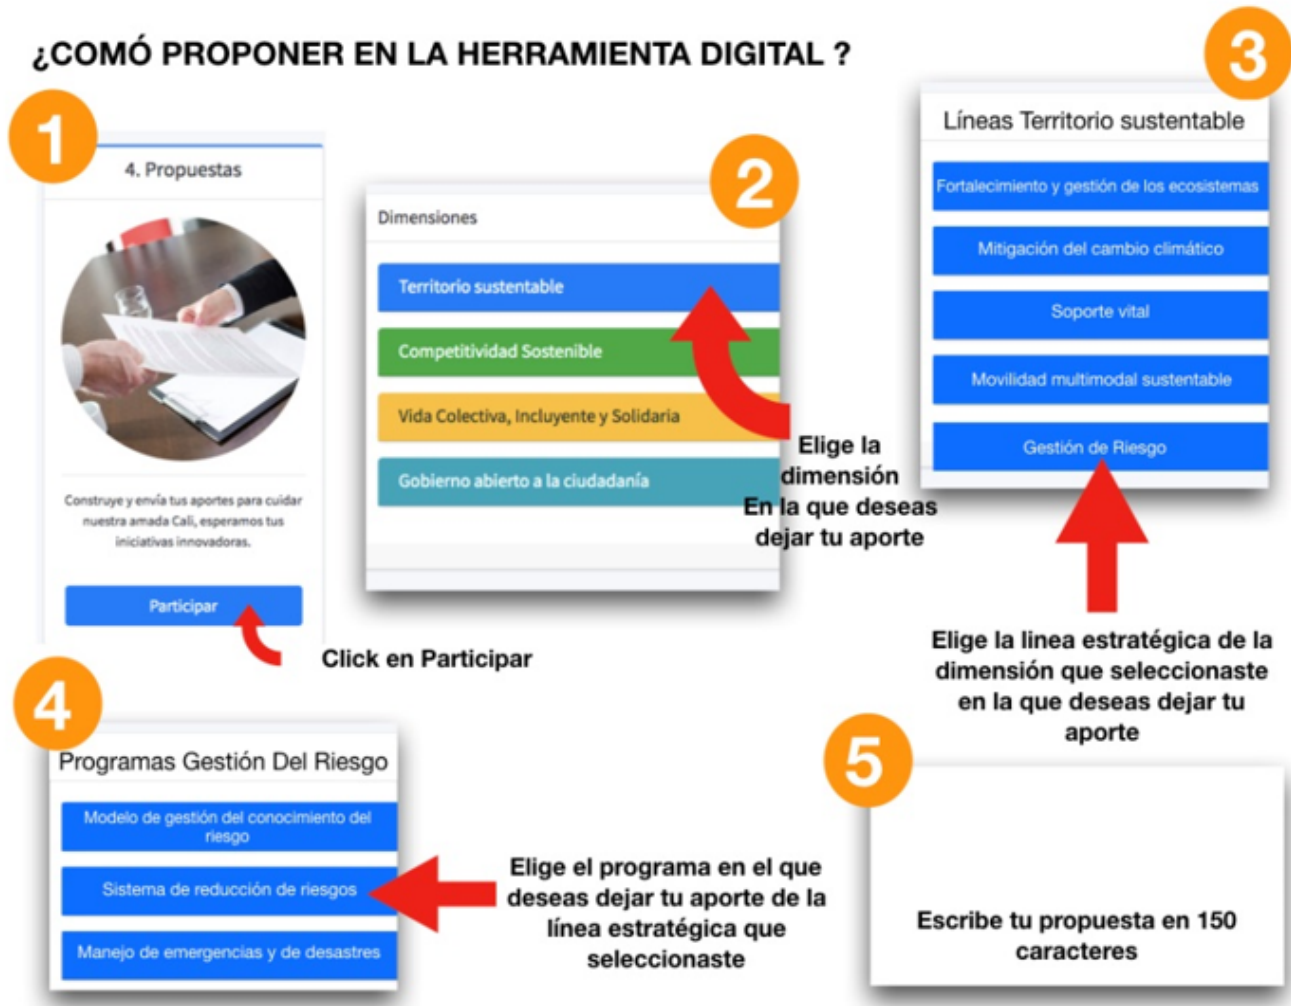 ¿COMÓ PROPONER EN LA HERRAMIENTA DIGITAL ?
1
4. Propuestas
Construye y envía tus aportes para cuidar
nuestra amada Cali, esperamos tus
iniciativas innovadoras.
Participar
Click en Participar
2
Dimensiones
Territorio sustentable
Competitividad Sostenible
Vida Colectiva, Incluyente y Solidaria
Gobierno abierto a la ciudadanía
Elige la
dimensión
En la que deseas
dejar tu aporte
3
Líneas Territorio sustentable
Fortalecimiento y gestión de los ecosistemas
Mitigación del cambio climático
Soporte vital
Movilidad multimodal sustentable
Gestión de Riesgo
Elige la linea estratégica de la
dimensión que seleccionaste
en la que deseas dejar tu
aporte
4
Programas Gestión Del Riesgo
Modelo de gestión del conocimiento del
riesgo
Sistema de reducción de riesgos
Manejo de emergencias y de desastres
Elige el programa en el que
deseas dejar tu aporte de la
línea estratégica que
seleccionaste
5
Escribe tu propuesta en 150
caracteres